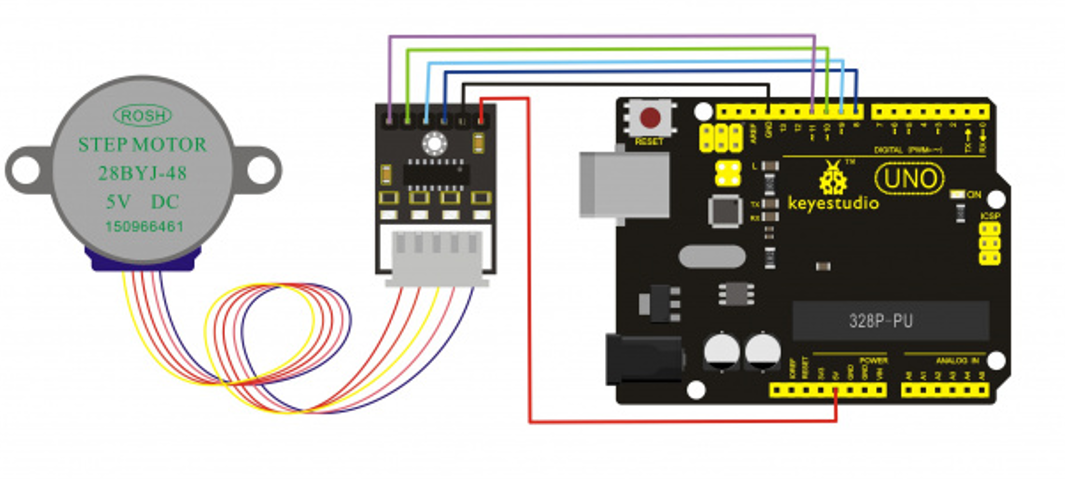 ROSH
STEP MOTOR
28BYJ-48
5V DC
150966461
RESET
AREF
GND
13
12
11
10
9
8
7
6
5
4
3
2
1
0
TX
RX
DIGITAL (PWM~)
L
TX
RX
TM
keyestudio
UNO
ON
ICSP
328P-PU
IOREF
RESET
3V3
5V
GND
GND
VIN
POWER
ANALOG IN
A0
A1
A2
A3
A4
A5